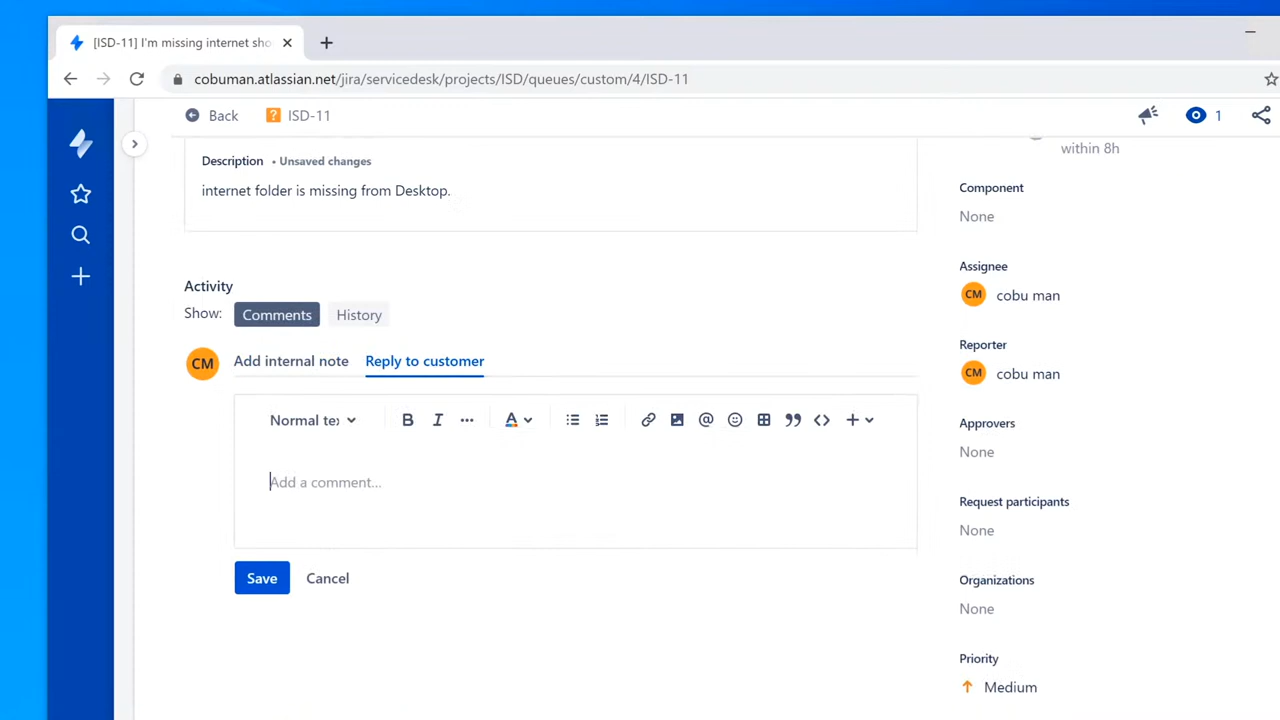 [ISD-11] I'm missing internet sho
cobuman.atlassian.net/jira/servicedesk/projects/ISD/queues/custom/4/ISD-11
Back ISD-11 1
within 8h
Description • Unsaved changes
internet folder is missing from Desktop.
Component
None
Activity
Show: Comments History
Assignee
CM cobu man
Reporter
CM cobu man
CM Add internal note Reply to customer
Normal te
B I ... A @
Add a comment...
Save Cancel
Approvers
None
Request participants
None
Organizations
None
Priority
Medium